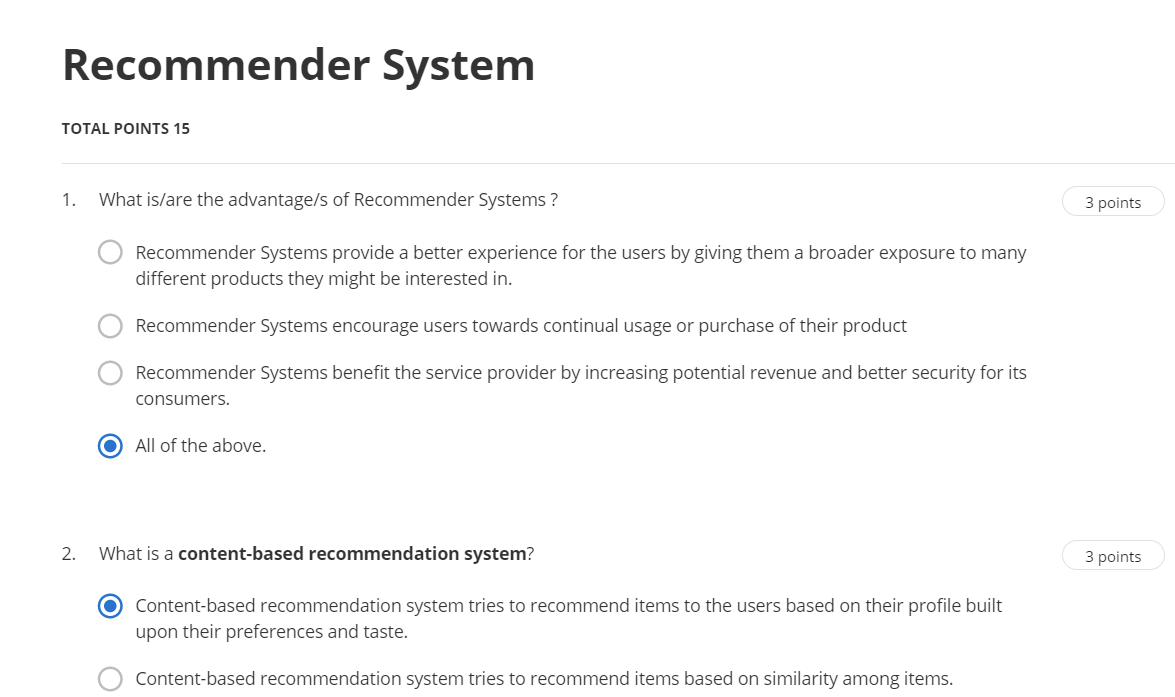 Recommender System
TOTAL POINTS 15
1. What is/are the advantage/s of Recommender Systems ?
3 points
Recommender Systems provide a better experience for the users by giving them a broader exposure to many
different products they might be interested in.
Recommender Systems encourage users towards continual usage or purchase of their product
Recommender Systems benefit the service provider by increasing potential revenue and better security for its
consumers.
All of the above.
2. What is a content-based recommendation system?
3 points
Content-based recommendation system tries to recommend items to the users based on their profile built
upon their preferences and taste.
Content-based recommendation system tries to recommend items based on similarity among items.